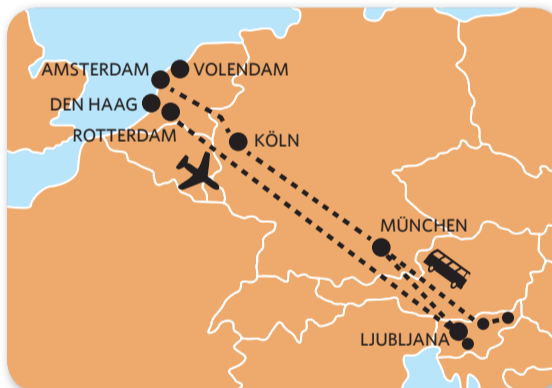 AMSTERDAM
VOLENDAM
DEN HAAG
ROTTERDAM
KÖLN
MÜNCHEN
LJUBLJANA